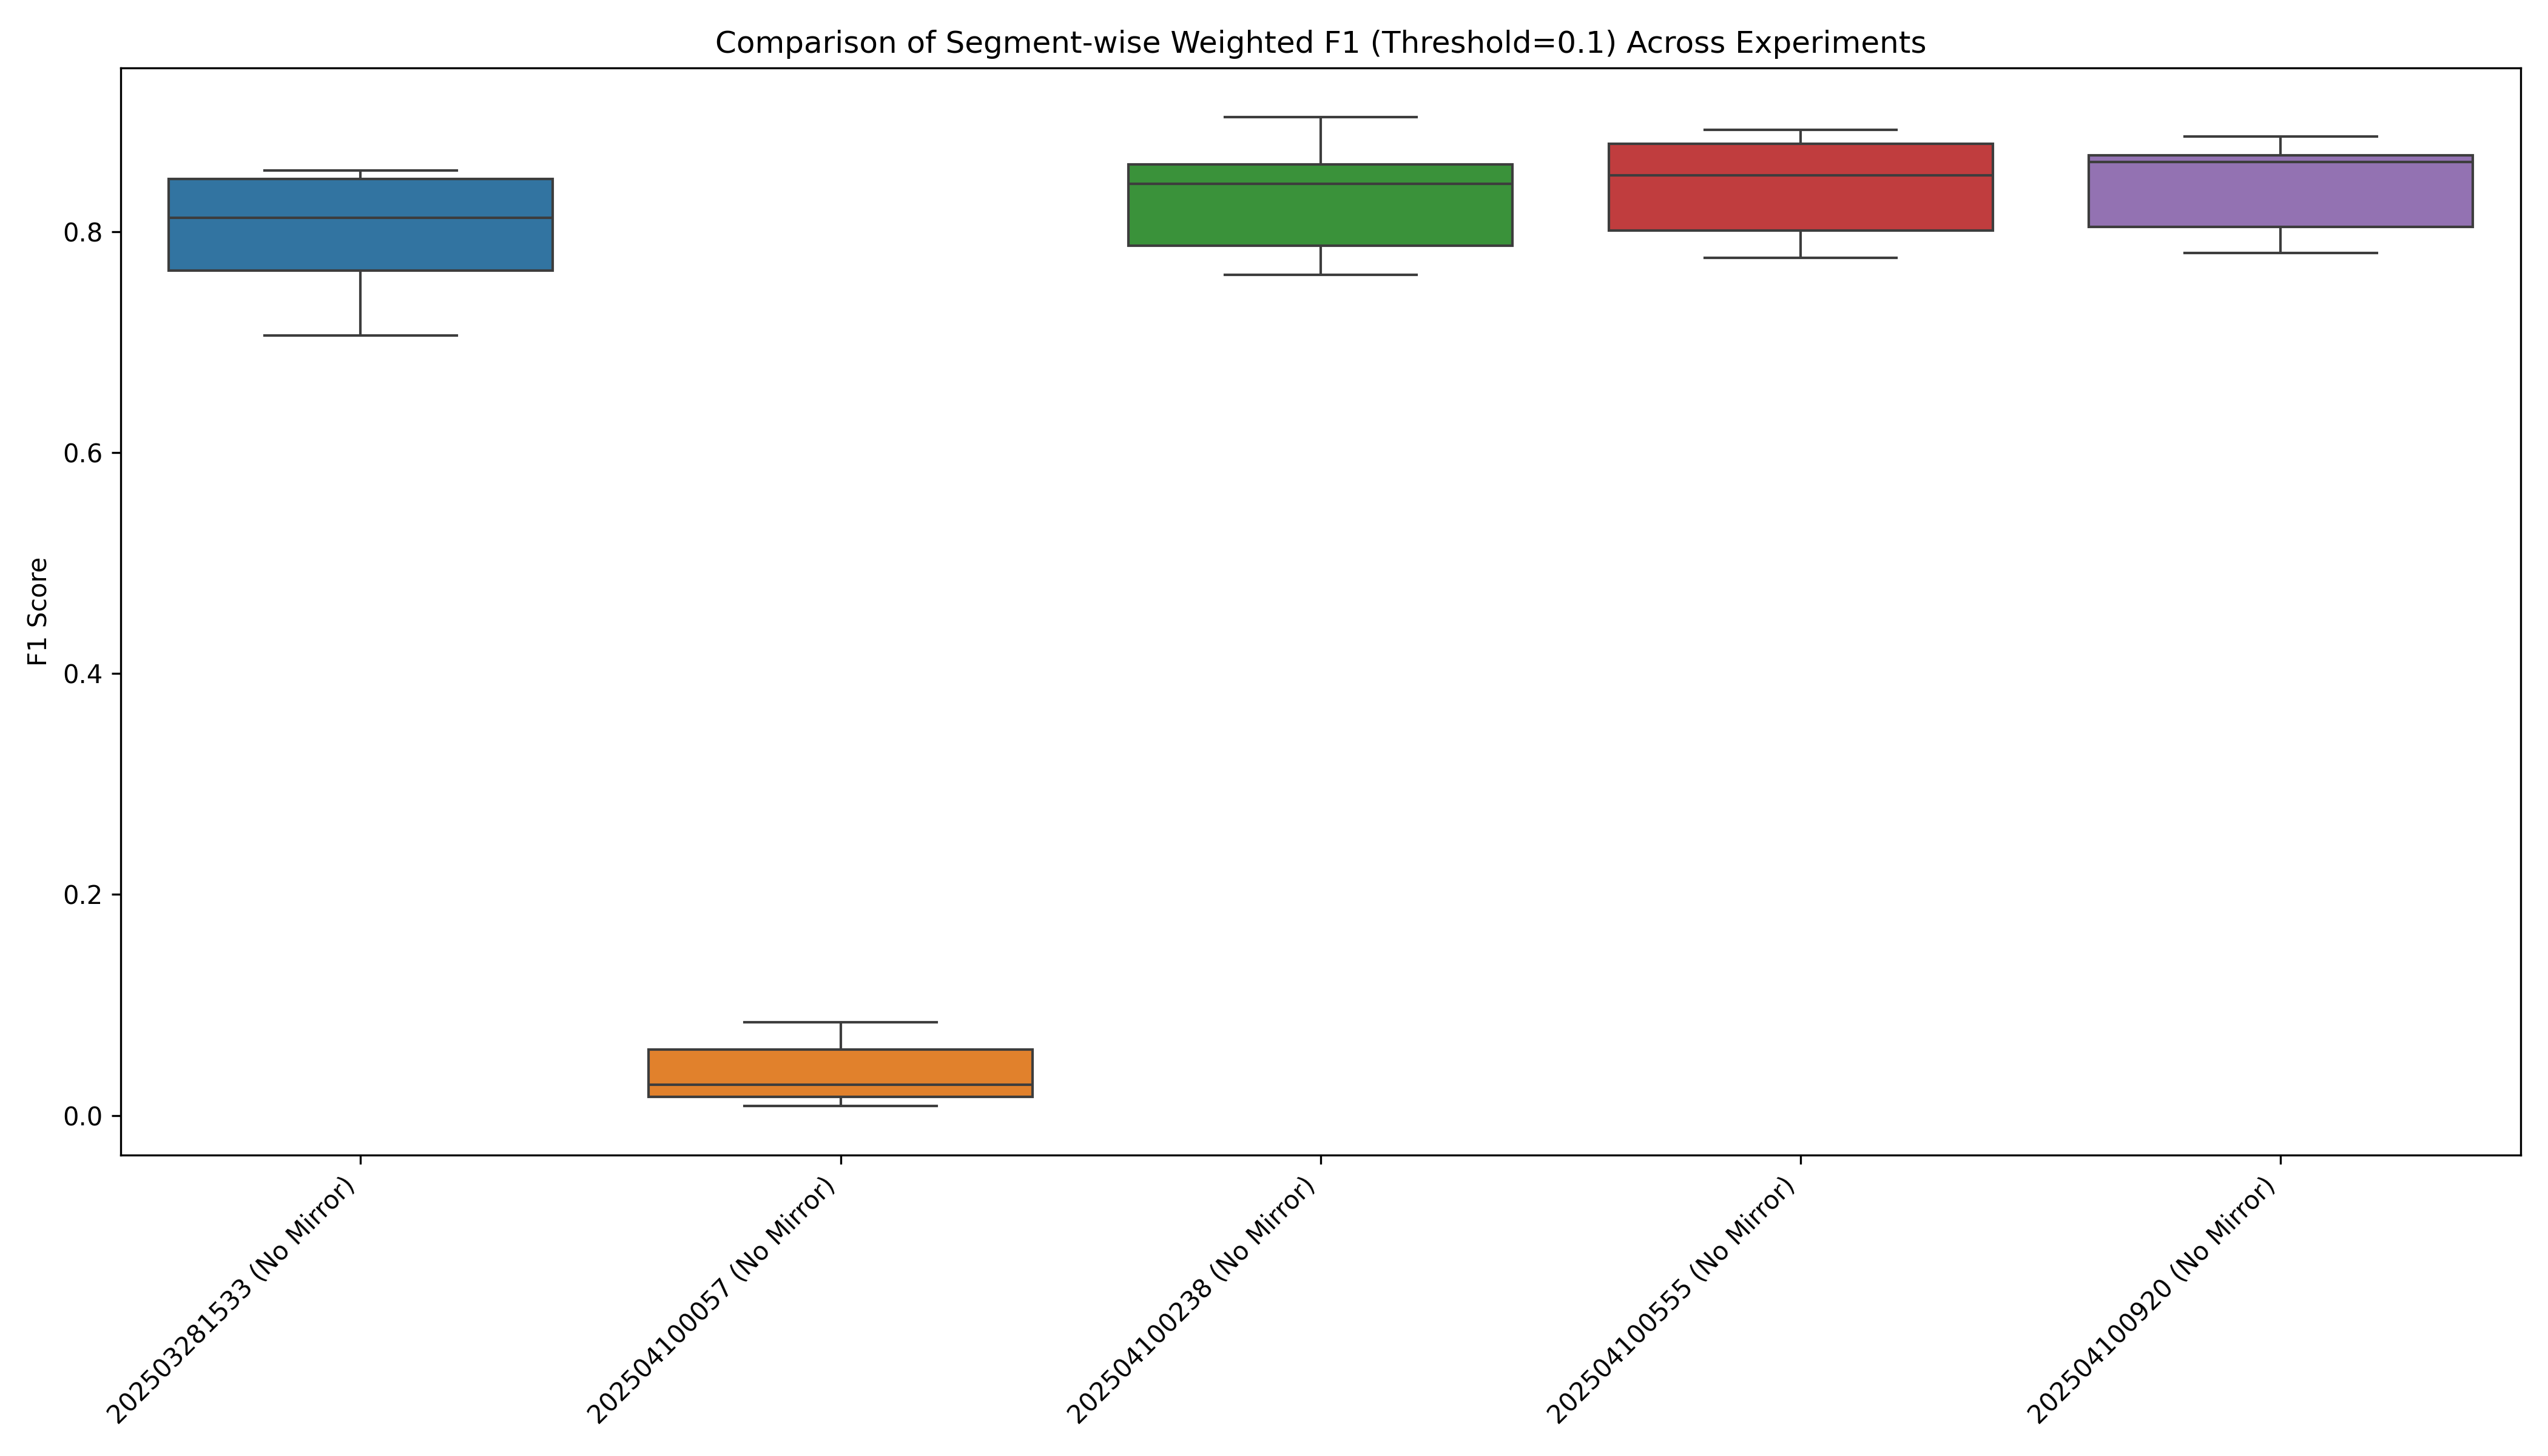 Comparison of Segment-wise Weighted F1 (Threshold=0.1) Across Experiments
F1 Score
0.8
0.6
0.4
0.2
0.0
202503281533 (No Mirror)
202504100057 (No Mirror)
202504100238 (No Mirror)
202504100555 (No Mirror)
202504100920 (No Mirror)